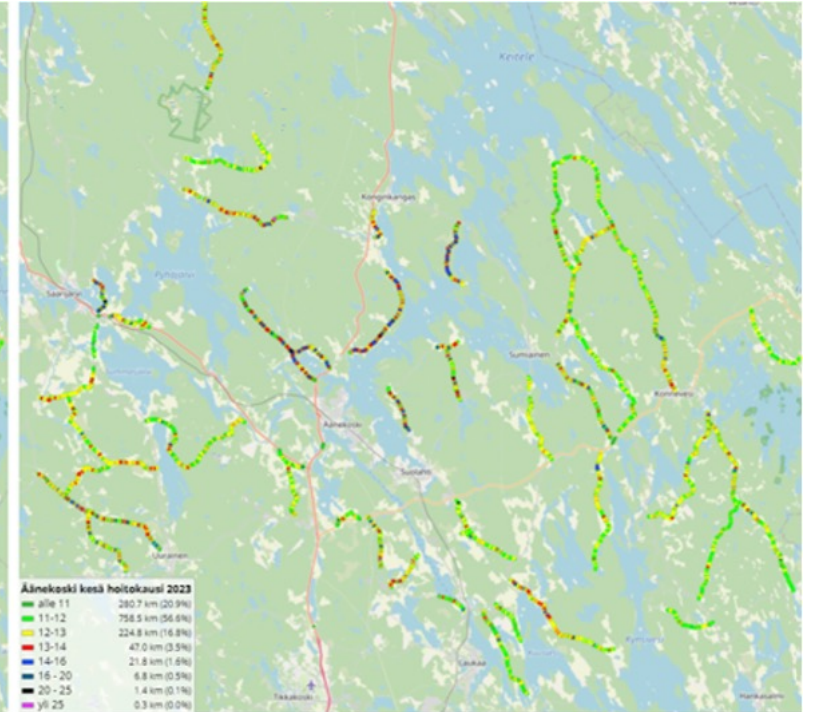 Keitele
Konginkangas
Pyhäjärvi
Saarijärvi
Sumiainen
Konnevesi
Äänekoski
Suolahti
Uurainen
Äänekoski kesä hoitokausi 2023
alle 11 280.7 km (20.9%)
11-12 758.5 km (56.6%)
12-13 224.8 km (16.8%)
13-14 47.0 km (3.5%)
14-16 21.8 km (1.6%)
16 - 20 6.8 km (0.5%)
20 - 25 1.4 km (0.1%)
yli 25 0.3 km (0.0%)
Laukaa
Tikkakoski
Hankasalmi